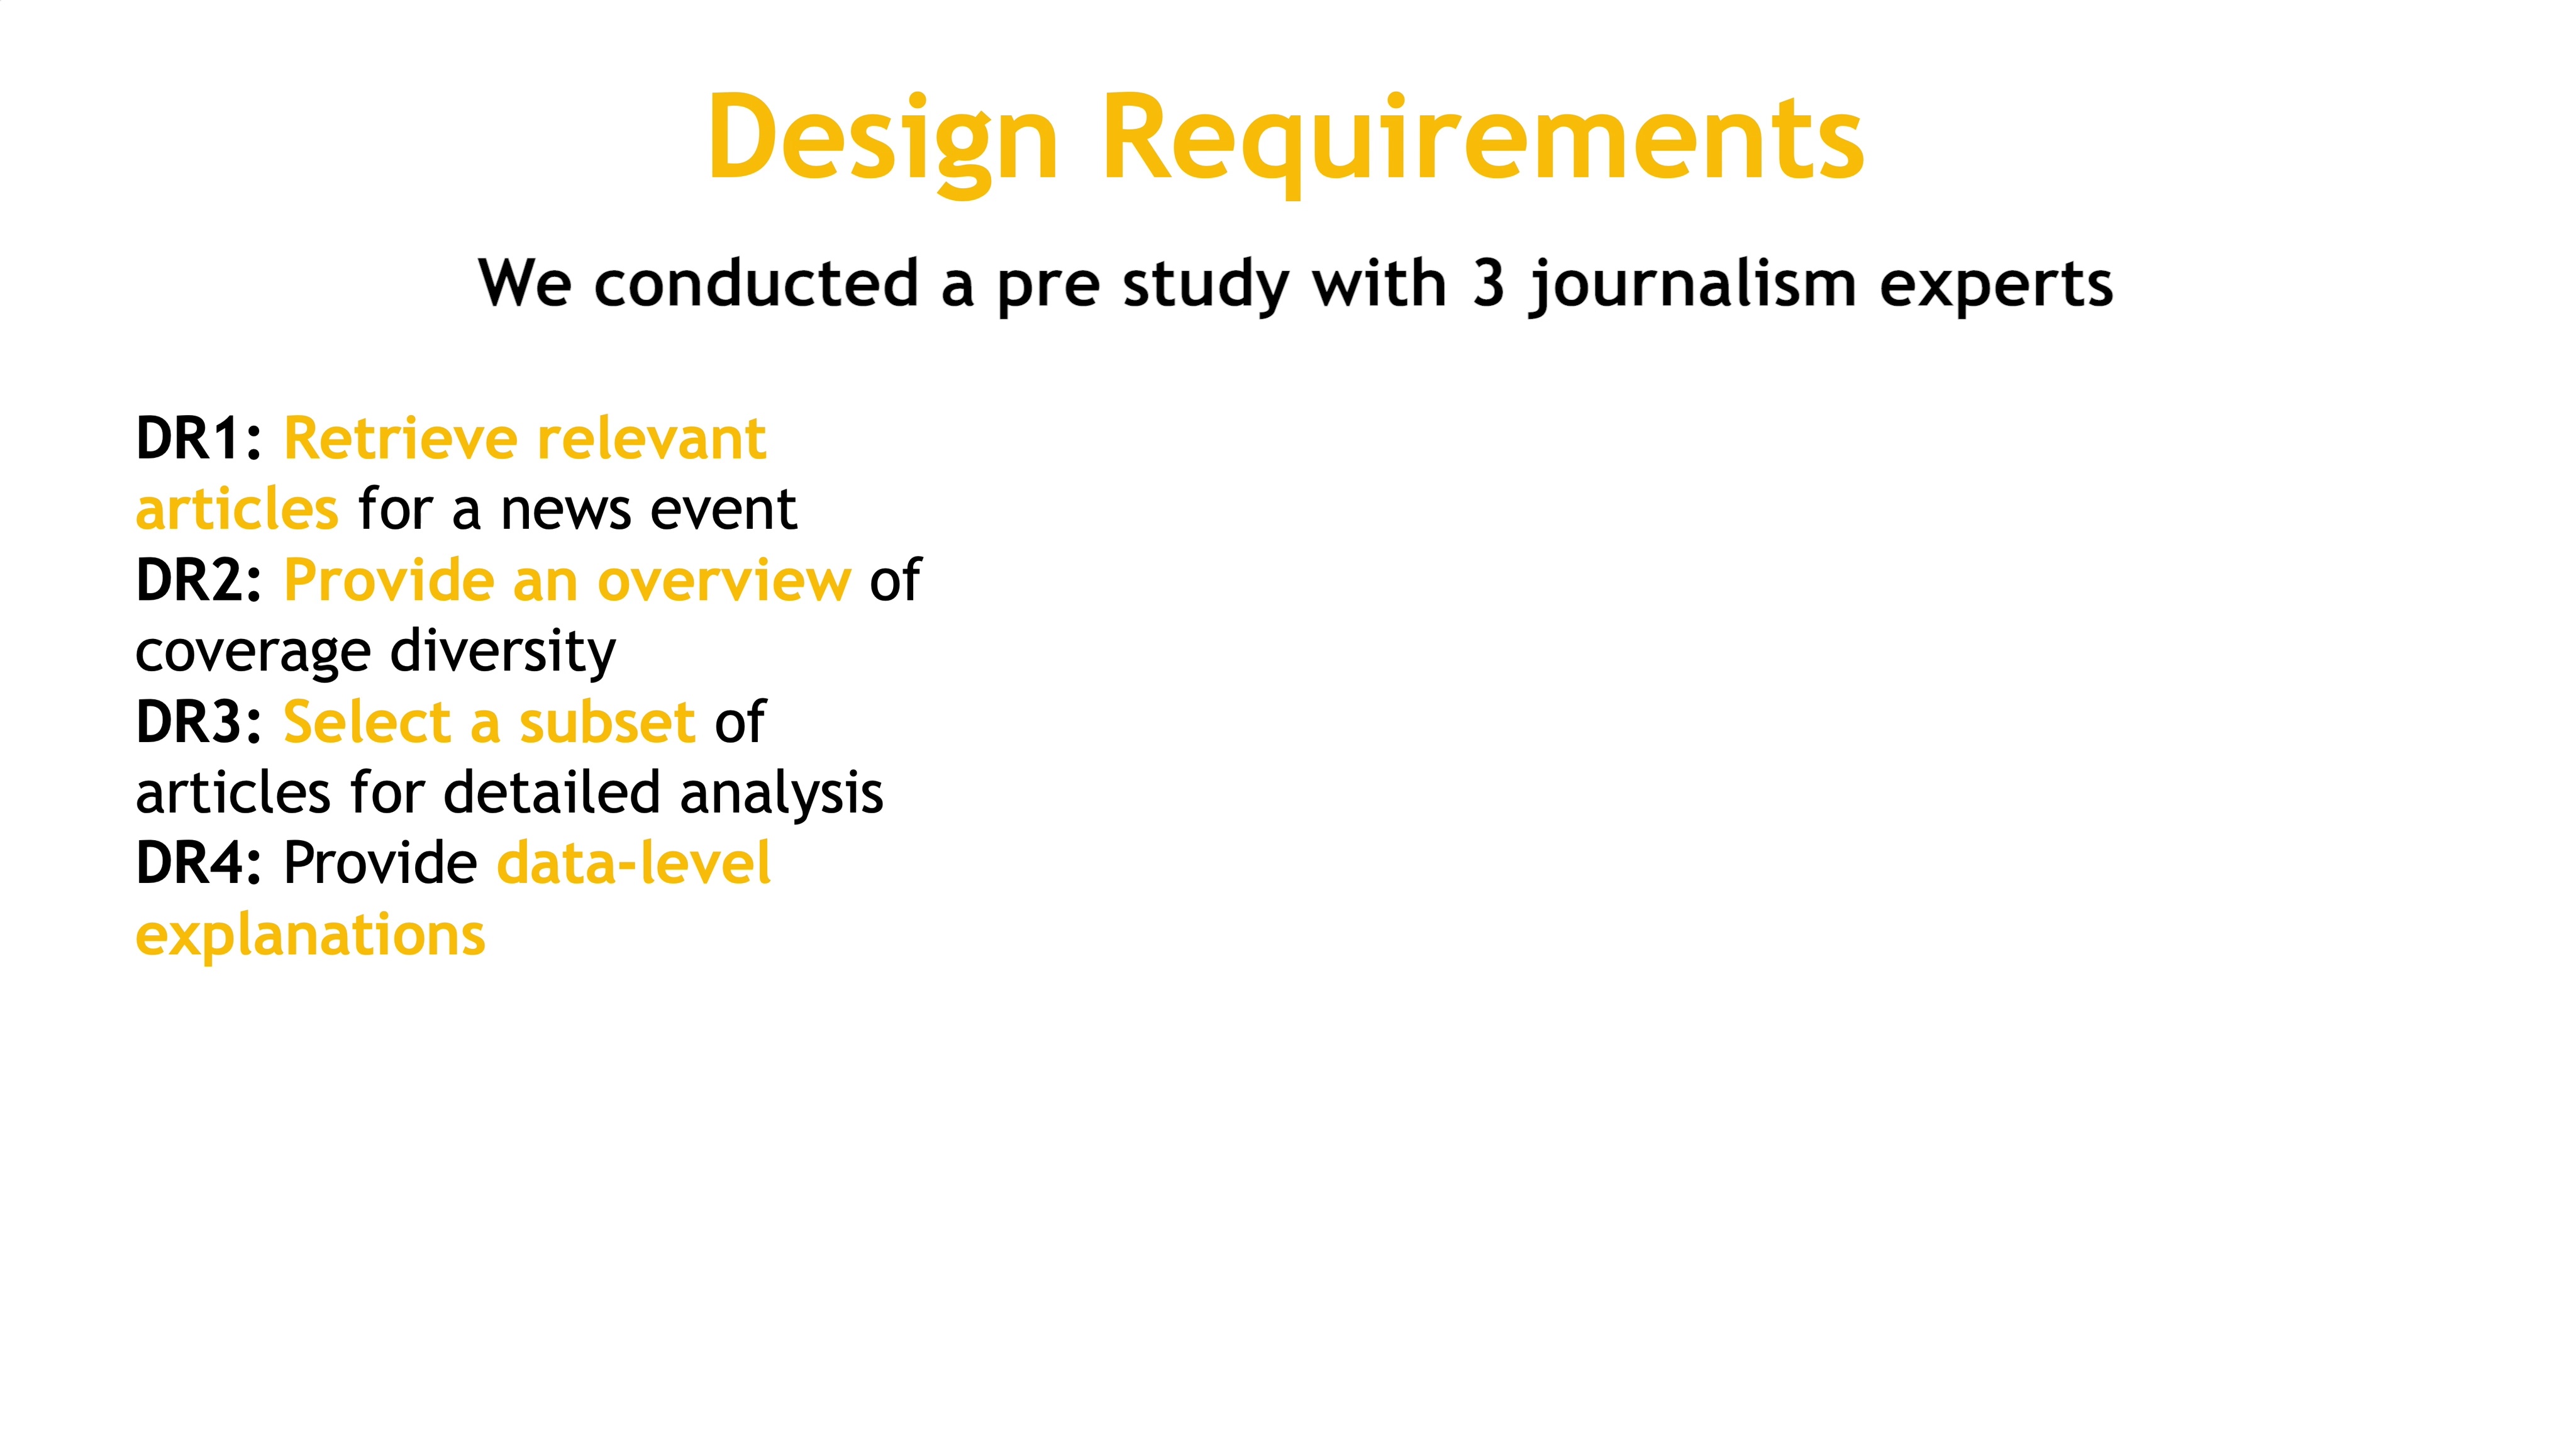 Design Requirements
We conducted a pre study with 3 journalism experts
DR1: Retrieve relevant
articles for a news event
DR2: Provide an overview of
coverage diversity
DR3: Select a subset of
articles for detailed analysis
DR4: Provide data-level
explanations